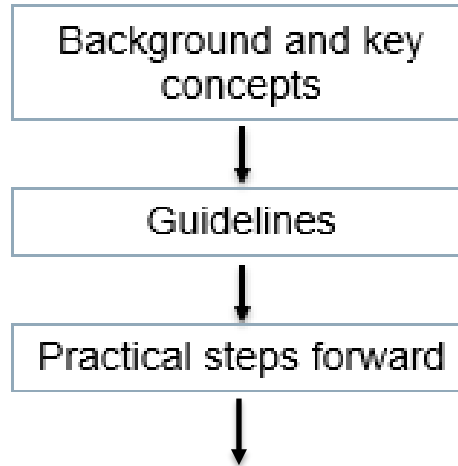 Background and key
concepts
Guidelines
Practical steps forward